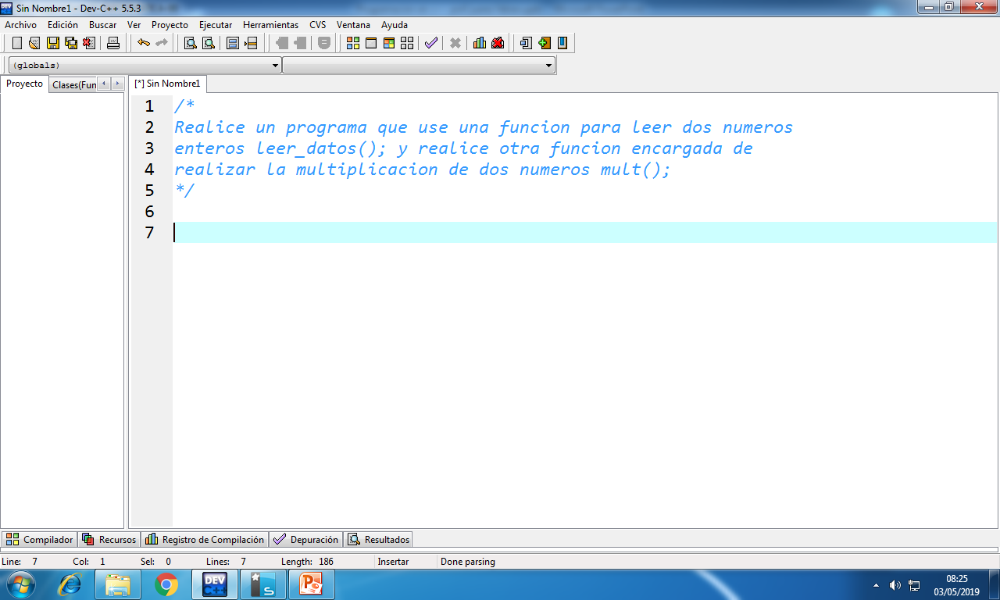 Sin Nombre1 - Dev-C++ 5.5.3
Archivo Edición Buscar Ver Proyecto Ejecutar Herramientas CVS Ventana Ayuda
(globals)
Proyecto Clases(Fun [*] Sin Nombre1
1 /*
2 Realice un programa que use una funcion para leer dos numeros
3 enteros leer_datos(); y realice otra funcion encargada de
4 realizar la multiplicacion de dos numeros mult();
5 */
6
7
Compilador Recursos Registro de Compilación Depuración Resultados
Line: 7 Col: 1 Sel: 0 Lines: 7 Length: 186 Insertar Done parsing
DEV C++ S P 08:25
03/05/2019